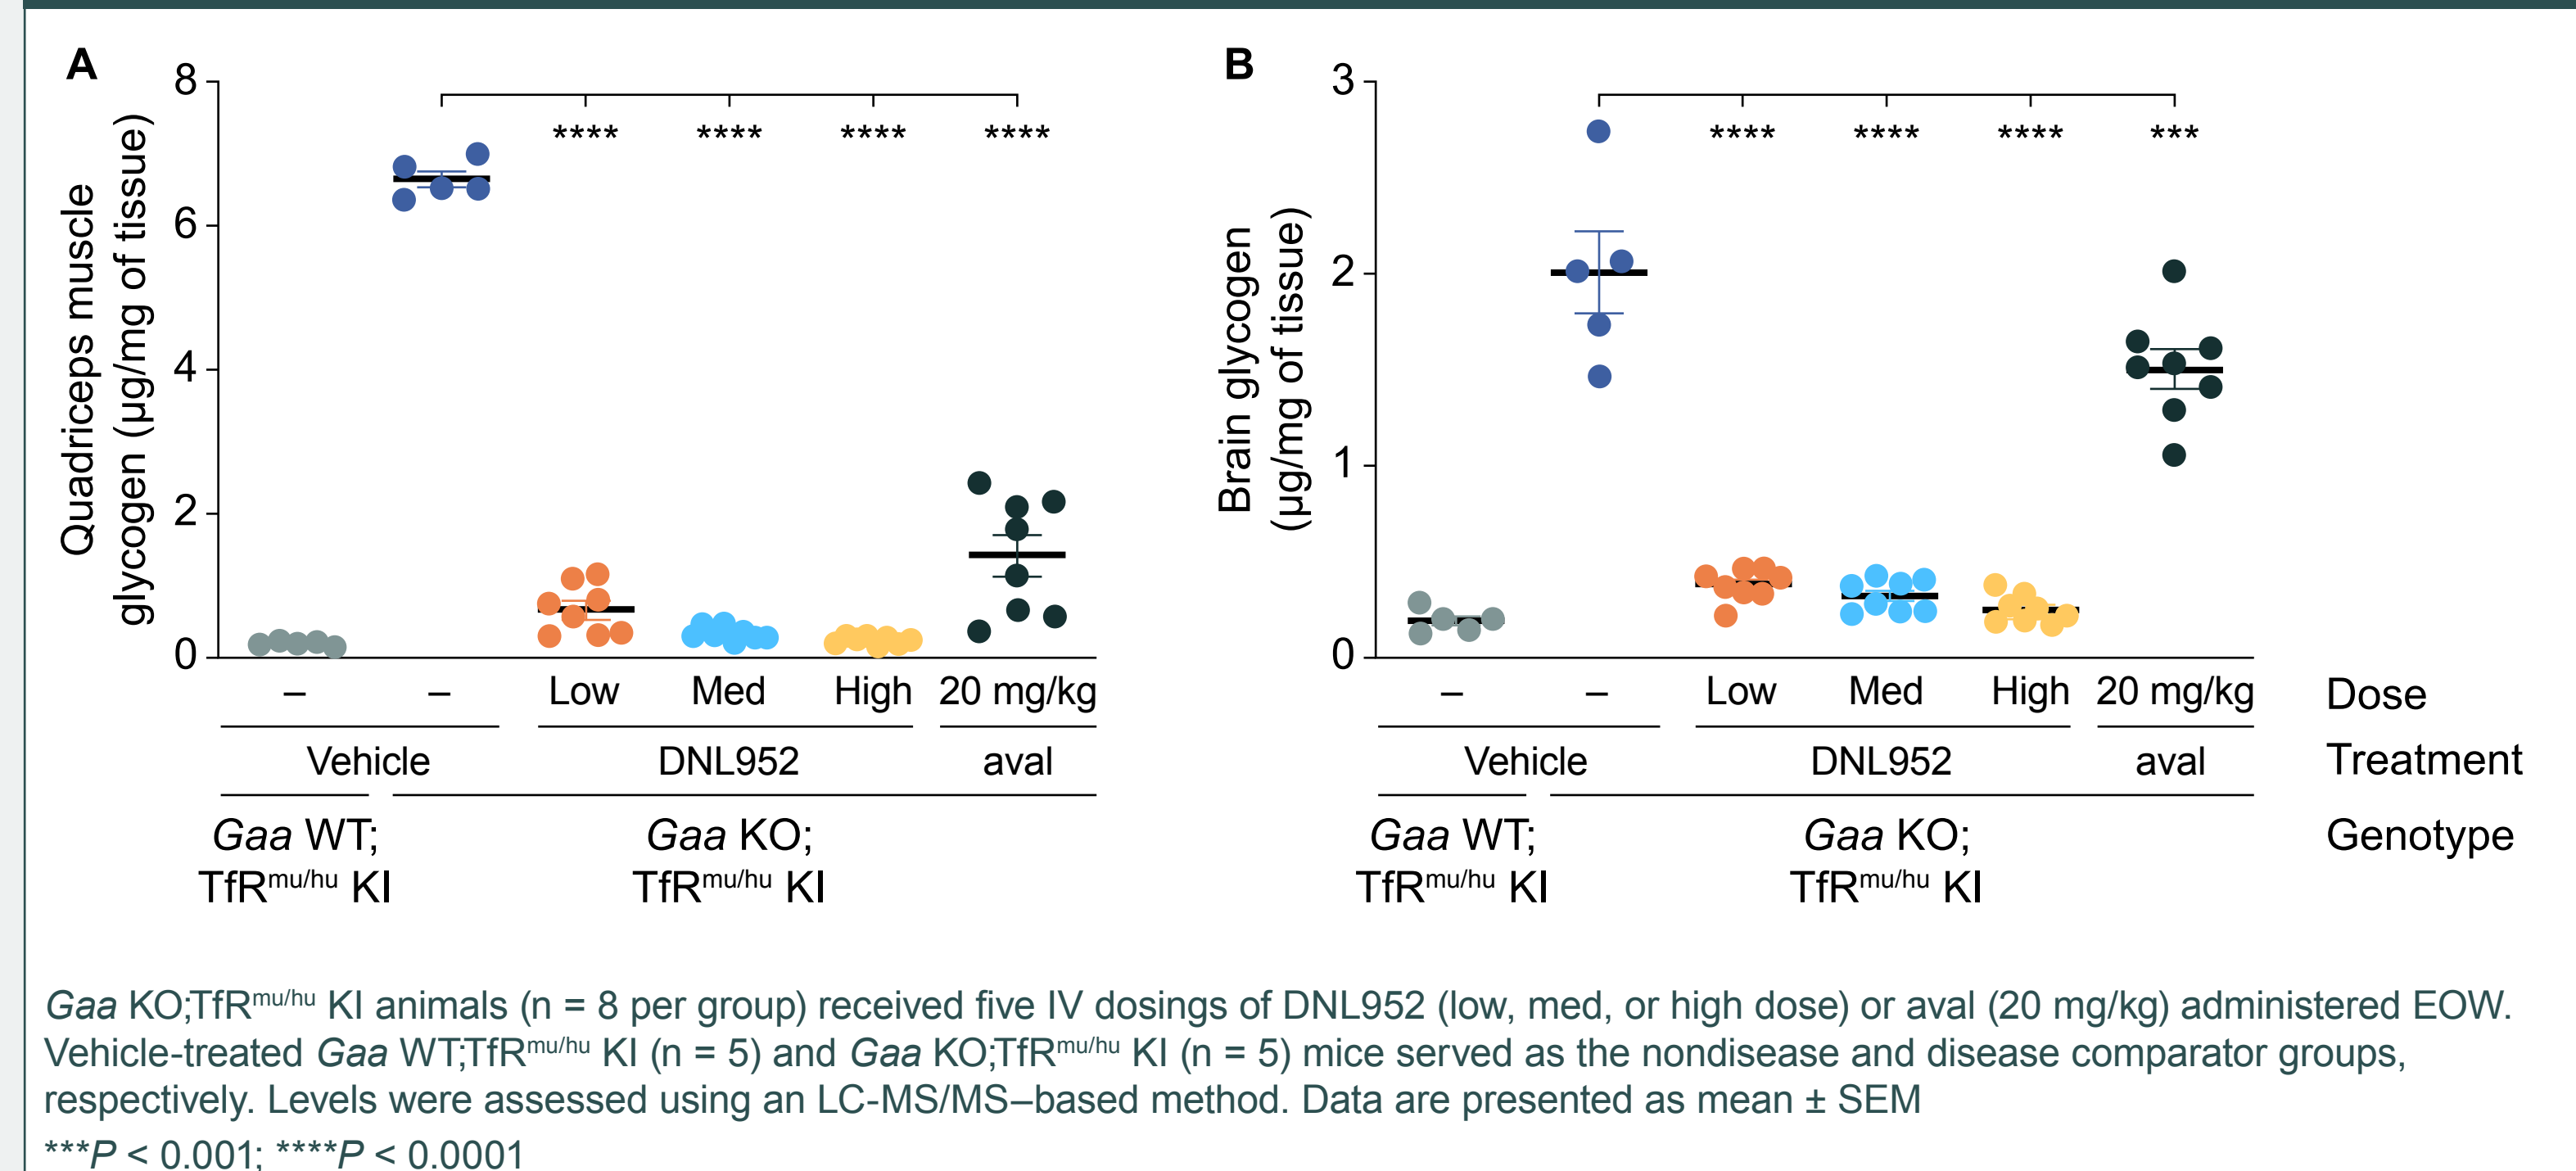 A
8
6
4
2
0
Quadriceps muscle
glycogen (µg/mg of tissue)
**** **** **** ****
– – Low Med High 20 mg/kg
Vehicle DNL952 aval
Gaa WT; Gaa KO;
TfRmu/hu KI TfRmu/hu KI
B
3
2
1
0
Brain glycogen
(µg/mg of tissue)
**** **** **** ***
– – Low Med High 20 mg/kg Dose
Vehicle DNL952 aval Treatment
Gaa WT; Gaa KO; Genotype
TfRmu/hu KI TfRmu/hu KI
Gaa KO;TfRmu/hu KI animals (n = 8 per group) received five IV dosings of DNL952 (low, med, or high dose) or aval (20 mg/kg) administered EOW.
Vehicle-treated Gaa WT;TfRmu/hu KI (n = 5) and Gaa KO;TfRmu/hu KI (n = 5) mice served as the nondisease and disease comparator groups,
respectively. Levels were assessed using an LC-MS/MS–based method. Data are presented as mean ± SEM
***P < 0.001; ****P < 0.0001